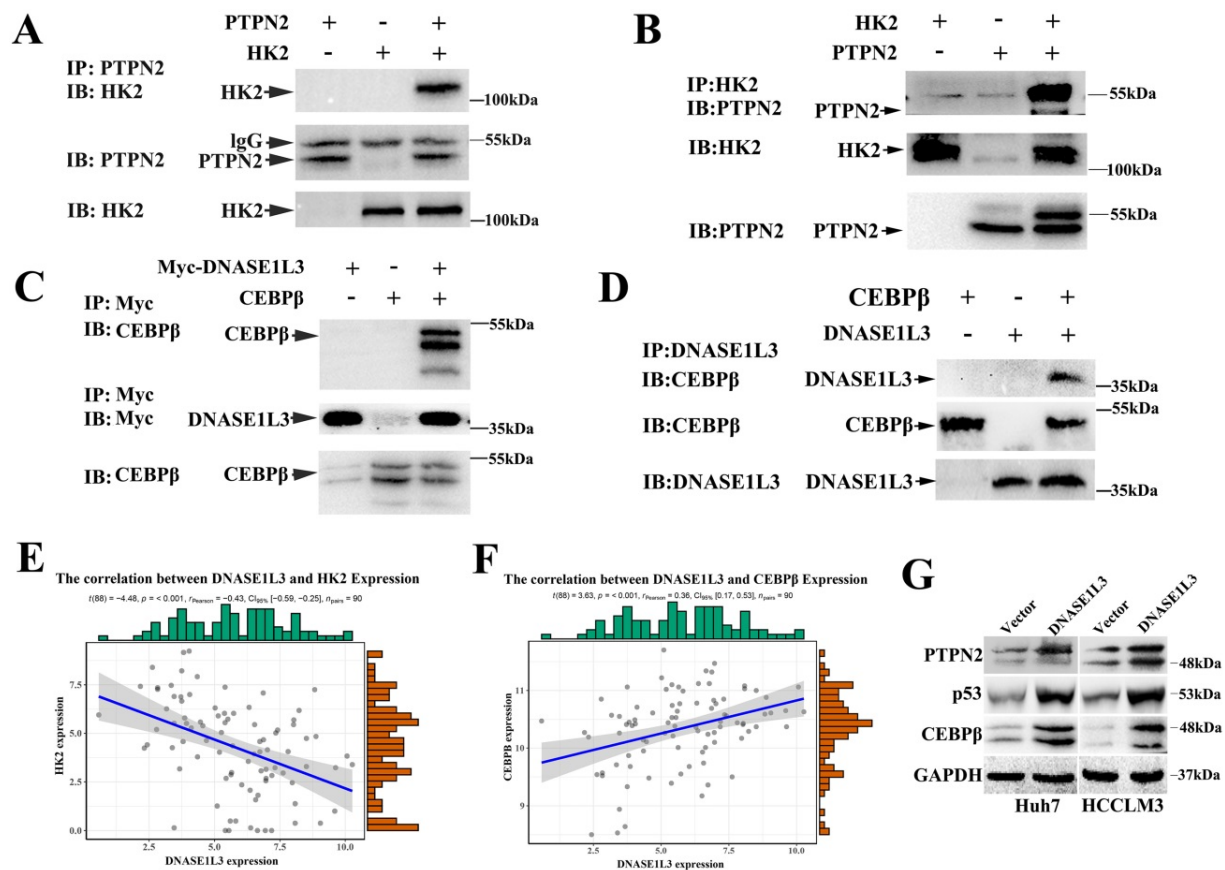 A
PTPN2 + - +
HK2 - + +
IP: PTPN2
IB: HK2
HK2
100kDa
IgG
55kDa
IB: PTPN2
PTPN2
IB: HK2
HK2
100kDa
B
HK2 + - +
PTPN2 - + +
IP:HK2
IB:PTPN2
PTPN2
55kDa
IB:HK2
HK2
100kDa
55kDa
IB:PTPN2
PTPN2
C
Myc-DNASE1L3 + - +
CEBPβ - + +
IP: Myc
IB: CEBPβ
CEBPβ
55kDa
IP: Myc
IB: Myc
DNASE1L3
35kDa
55kDa
IB: CEBPβ
CEBPβ
D
CEBPβ + - +
DNASE1L3 - + +
IP:DNASE1L3
IB:CEBPβ
DNASE1L3
35kDa
55kDa
IB:CEBPβ
CEBPβ
IB:DNASE1L3
DNASE1L3
35kDa
E
The correlation between DNASE1L3 and HK2 Expression
t(88) = −4.48, p = < 0.001, rPearson = −0.43, CI95% [−0.59, −0.25], npairs = 90
HK2 expression
7.5
5.0
2.5
0.0
2.5 5.0 7.5 10.0
DNASE1L3 expression
F
The correlation between DNASE1L3 and CEBPβ Expression
t(88) = 3.63, p = < 0.001, rPearson = 0.36, CI95% [0.17, 0.53], npairs = 90
CEBPB expression
11
10
9
2.5 5.0 7.5 10.0
DNASE1L3 expression
G
Vector DNASE1L3 Vector DNASE1L3
PTPN2
48kDa
p53
53kDa
CEBPβ
48kDa
GAPDH
37kDa
Huh7 HCCLM3